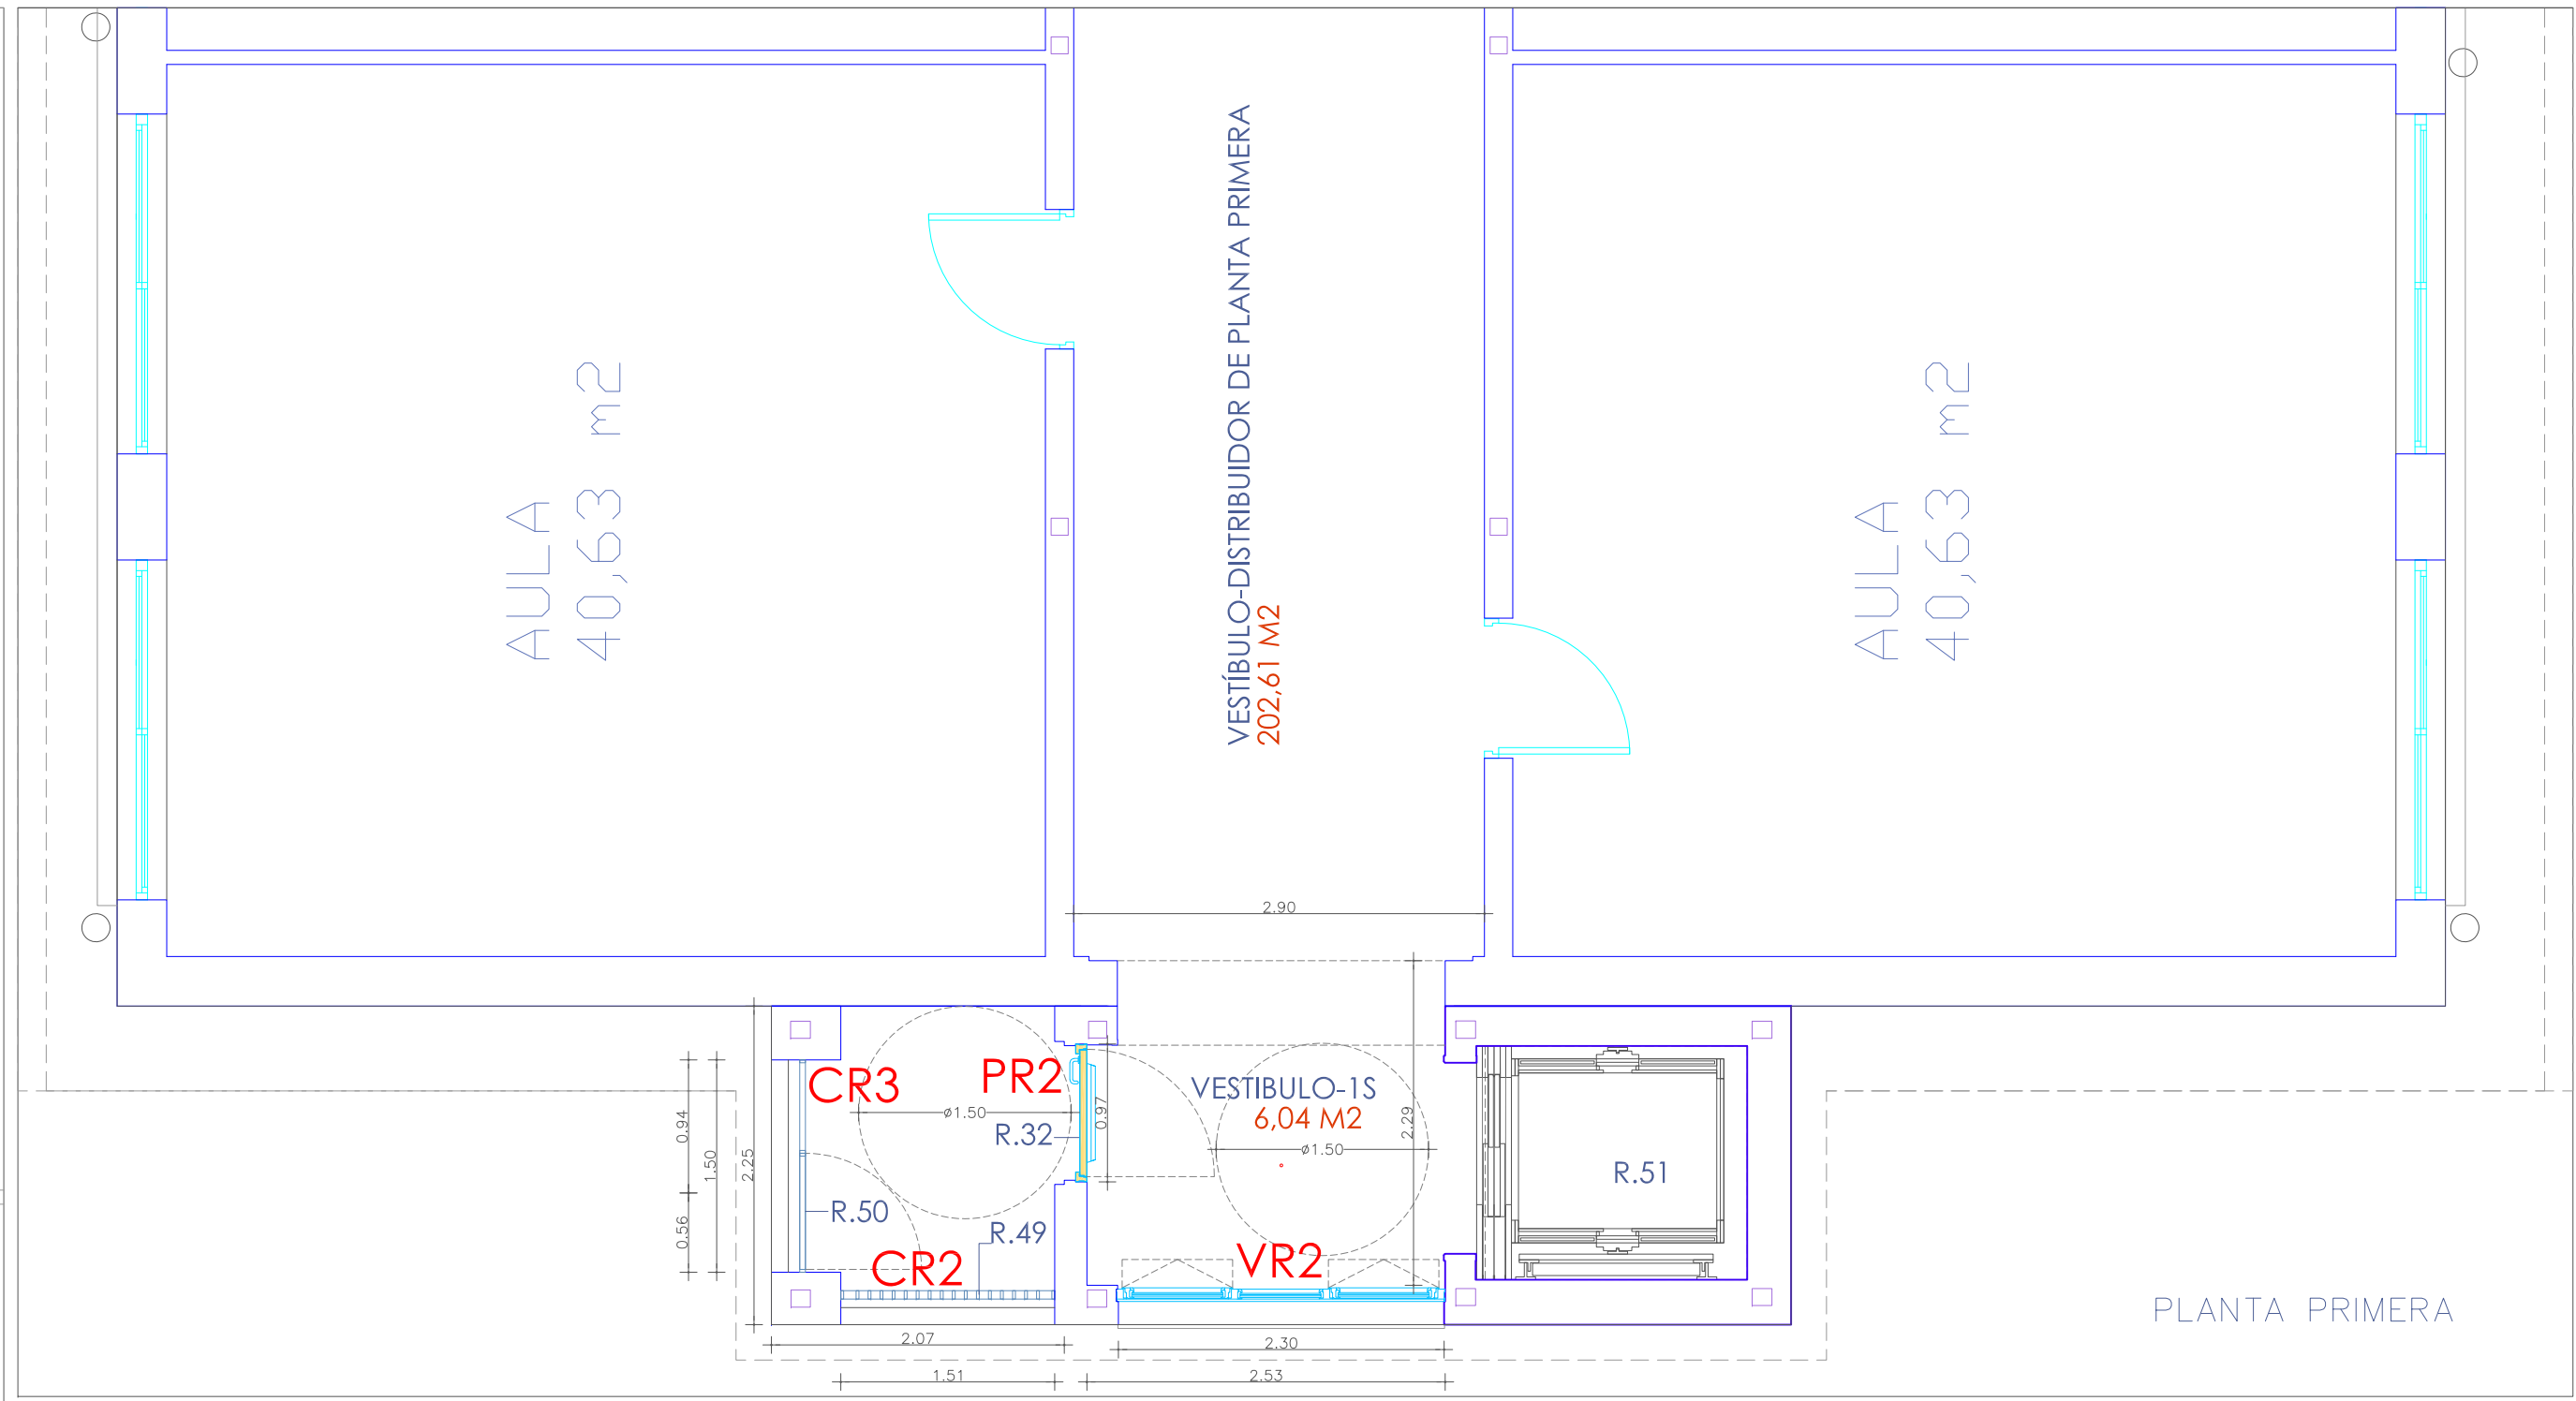 AULA
40,63 m2
VESTÍBULO-DISTRIBUIDOR DE PLANTA PRIMERA
202,61 M2
AULA
40,63 m2
2.90
CR3
PR2
VESTIBULO-1S
6,04 M2
ø1.50
R.32
0.97
2.29
ø1.50
0.94
1.50
2.25
0.56
R.50
R.49
CR2
VR2
R.51
PLANTA PRIMERA
2.07
2.30
1.51
2.53